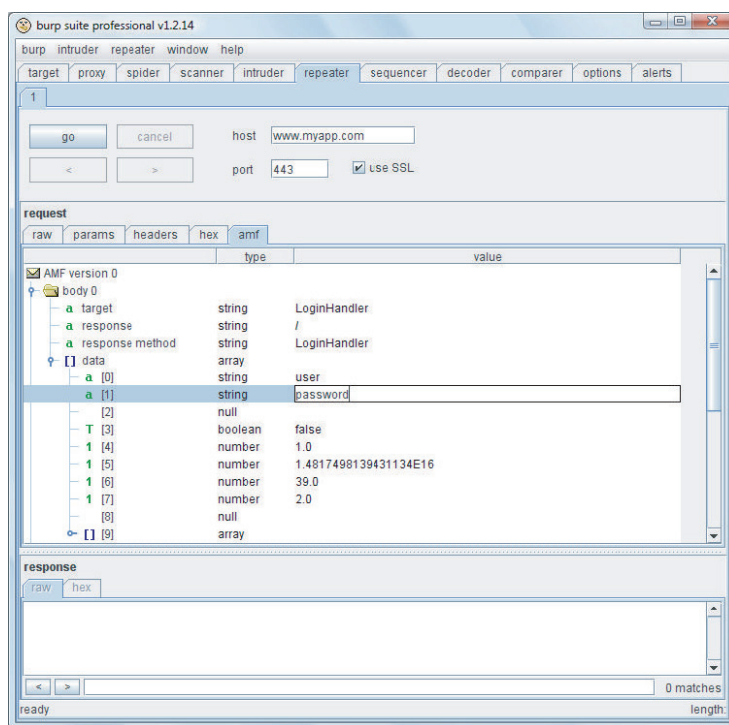 burp suite professional v1.2.14
burp intruder repeater window help
target proxy spider scanner intruder repeater sequencer decoder comparer options alerts
1
go cancel host www.myapp.com
< > port 443 use SSL
request
raw params headers hex amf
type value
AMF version 0
body 0
a target string LoginHandler
a response string /
a response method string LoginHandler
[] data array
a [0] string user
a [1] string password
[2] null
T [3] boolean false
1 [4] number 1.0
1 [5] number 1.4817498139431134E16
1 [6] number 39.0
1 [7] number 2.0
[8] null
[] [9] array
response
raw hex
< > 0 matches
ready length: